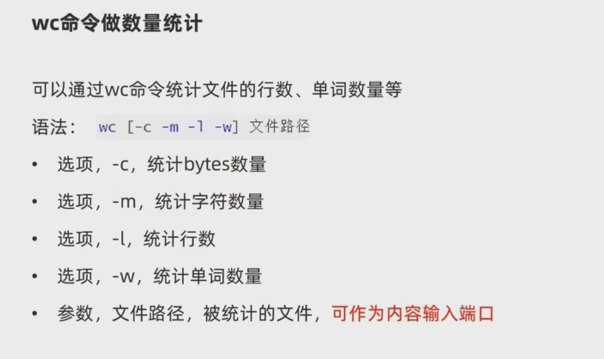 wc命令做数量统计
可以通过wc命令统计文件的行数、单词数量等
语法： wc [-c -m -l -w] 文件路径
• 选项，-c，统计bytes数量
• 选项，-m，统计字符数量
• 选项，-l，统计行数
• 选项，-w，统计单词数量
• 参数，文件路径，被统计的文件，可作为内容输入端口